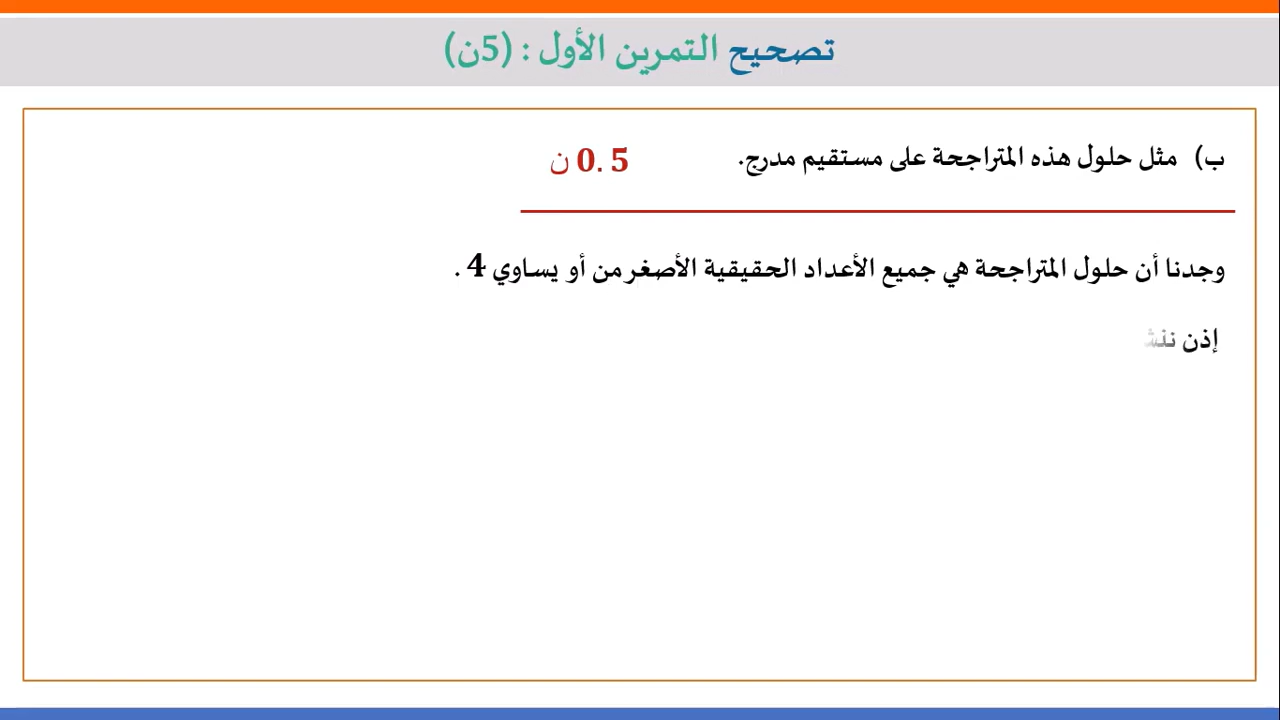 تصحيح التمرين الأول : (5ن)
ب) مثل حلول هذه المتراجحة على مستقيم مدرج. 0.5 ن
وجدنا أن حلول المتراجحة هي جميع الأعداد الحقيقية الأصغر من أو يساوي 4 .
إذن